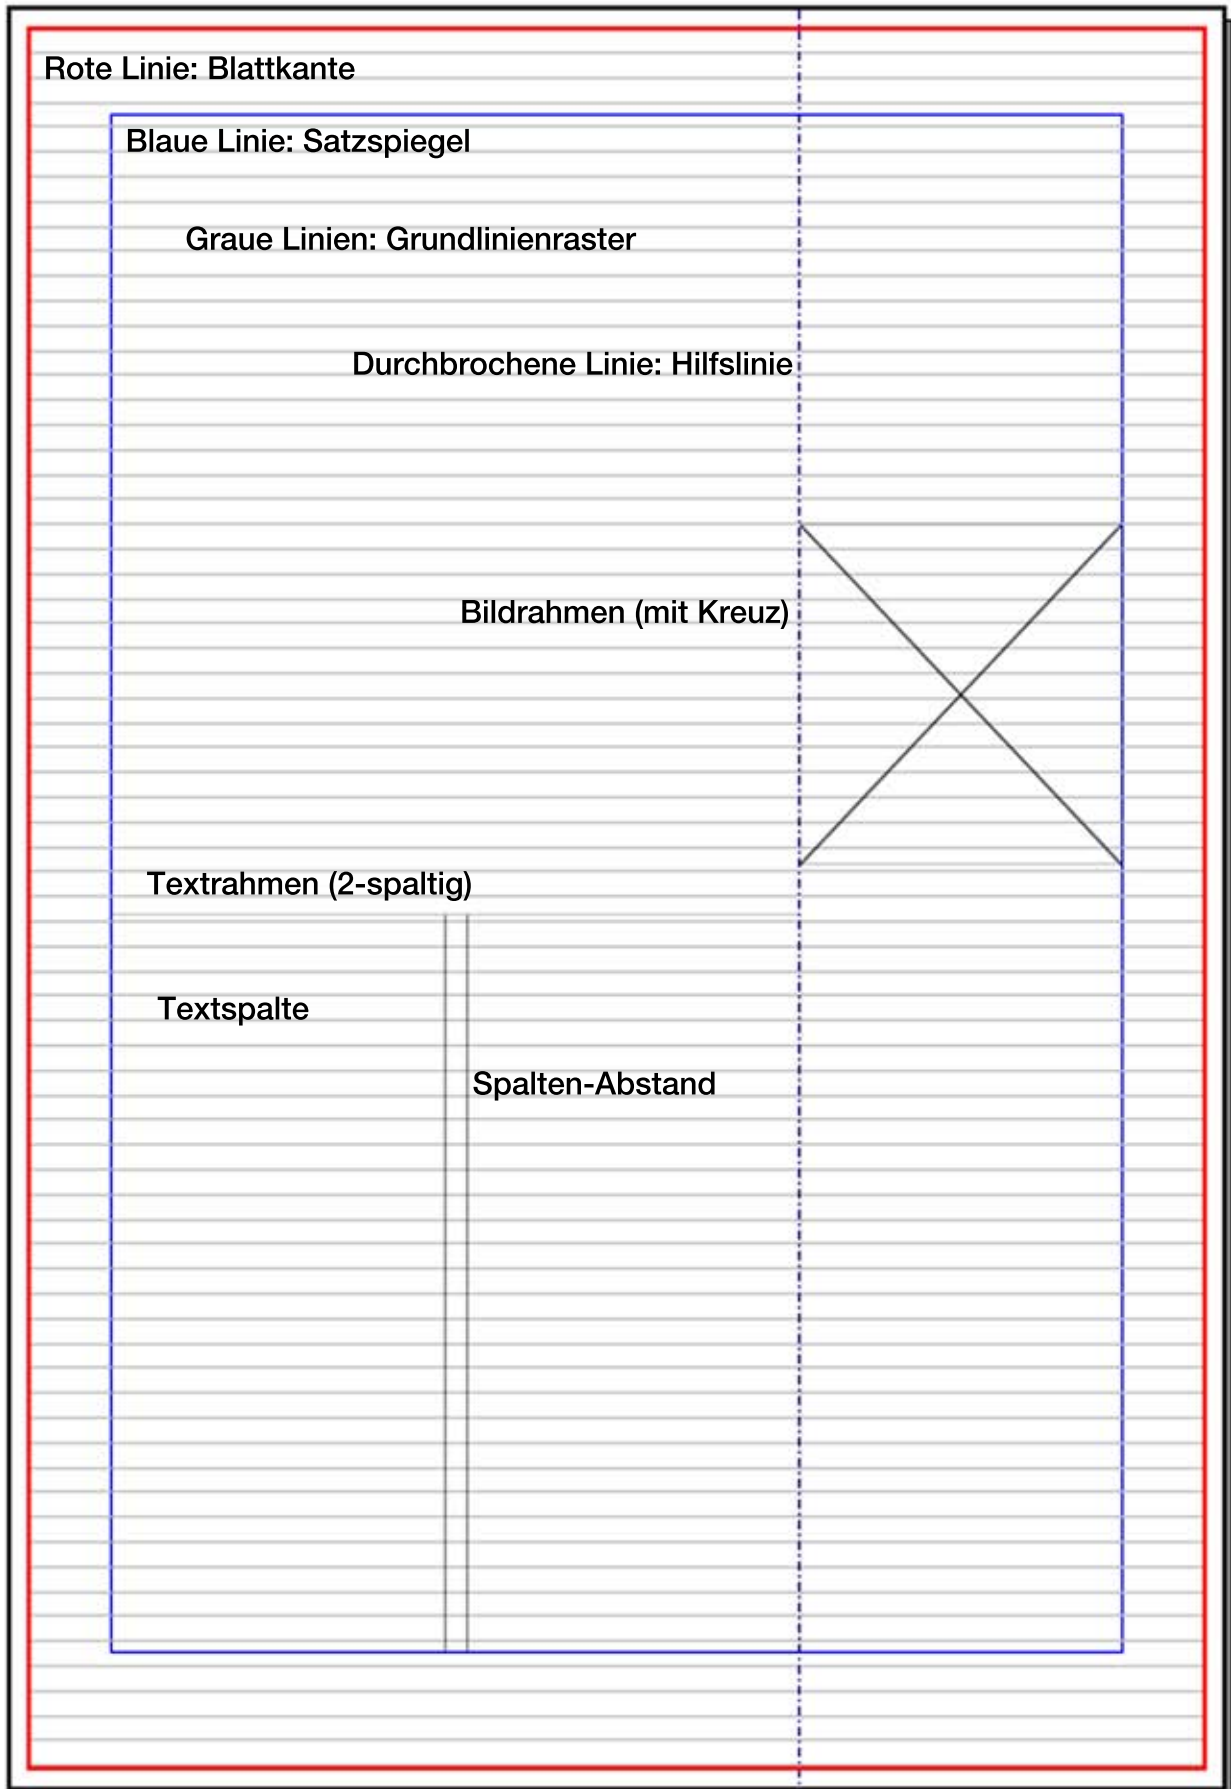 Rote Linie: Blattkante
Blaue Linie: Satzspiegel
Graue Linien: Grundlinienraster
Durchbrochene Linie: Hilfslinie
Bildrahmen (mit Kreuz)
Textrahmen (2-spaltig)
Textspalte
Spalten-Abstand